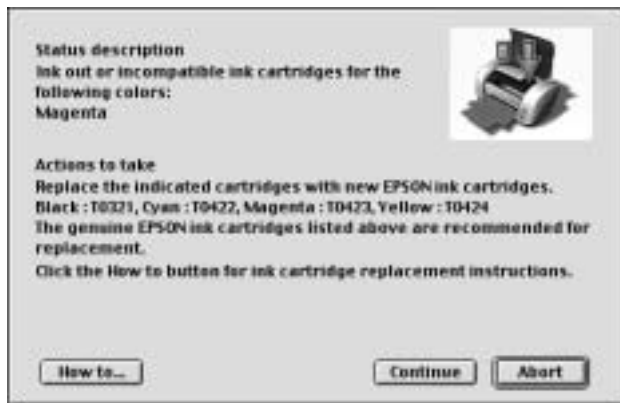 Status description
Ink out or incompatible ink cartridges for the
following colors:
Magenta
Actions to take
Replace the indicated cartridges with new EPSON ink cartridges.
Black : T0321, Cyan : T0422, Magenta : T0423, Yellow : T0424
The genuine EPSON ink cartridges listed above are recommended for
replacement.
Click the How to button for ink cartridge replacement instructions.
How to...
Continue
Abort